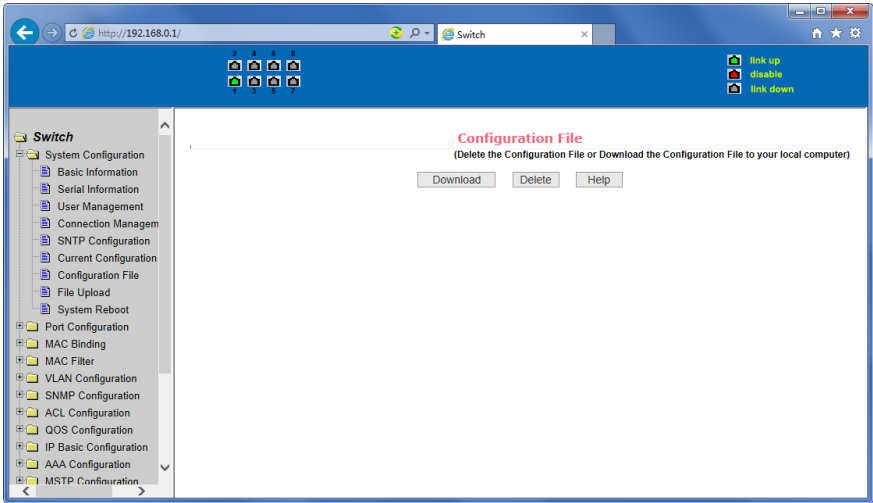 http://192.168.0.1/
Switch
2 4 6 8
1 3 5 7
link up
disable
link down
Switch
System Configuration
Basic Information
Serial Information
User Management
Connection Managem
SNTP Configuration
Current Configuration
Configuration File
File Upload
System Reboot
Port Configuration
MAC Binding
MAC Filter
VLAN Configuration
SNMP Configuration
ACL Configuration
QOS Configuration
IP Basic Configuration
AAA Configuration
MSTP Configuration
Configuration File
(Delete the Configuration File or Download the Configuration File to your local computer)
Download Delete Help